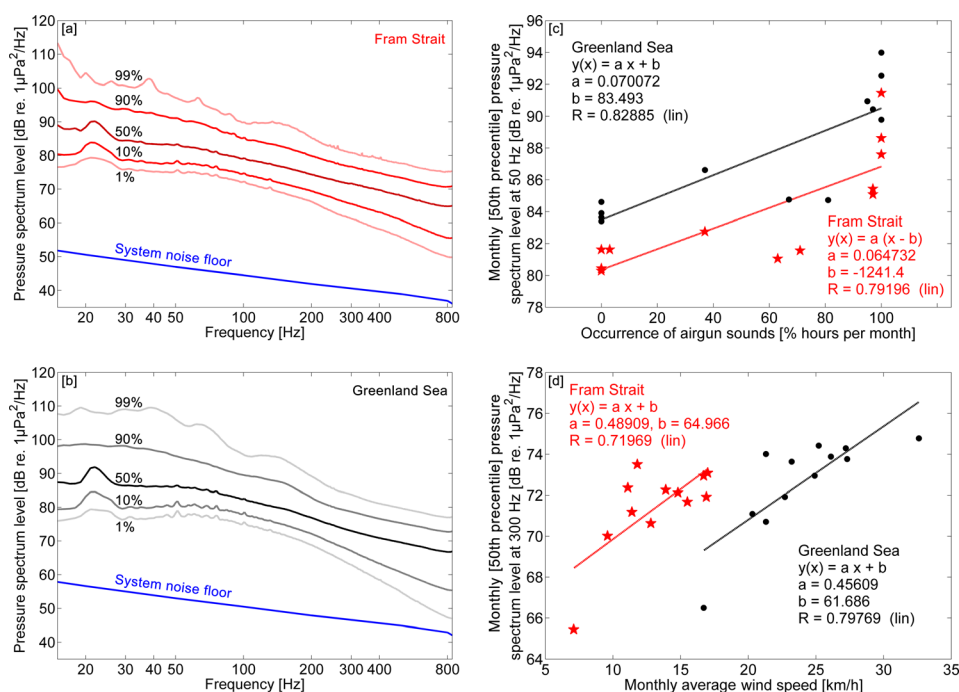 [a]
Fram Strait
120
110
100
90
80
70
60
50
40
99%
90%
50%
10%
1%
System noise floor
20 30 40 50 100 200 300 400 800
Frequency [Hz]
Pressure spectrum level [dB re. 1µPa²/Hz]
[b]
Greenland Sea
120
110
100
90
80
70
60
50
40
99%
90%
50%
10%
1%
System noise floor
20 30 40 50 100 200 300 400 800
Frequency [Hz]
Pressure spectrum level [dB re. 1µPa²/Hz]
[c]
Greenland Sea
y(x) = a x + b
a = 0.070072
b = 83.493
R = 0.82885 (lin)
Fram Strait
y(x) = a (x - b)
a = 0.064732
b = -1241.4
R = 0.79196 (lin)
96
94
92
90
88
86
84
82
80
78
0 20 40 60 80 100 120
Occurrence of airgun sounds [% hours per month]
Monthly [50th precentile] pressure
spectrum level at 50 Hz [dB re. 1µPa²/Hz]
[d]
Fram Strait
y(x) = a x + b
a = 0.48909, b = 64.966
R = 0.71969 (lin)
Greenland Sea
y(x) = a x + b
a = 0.45609
b = 61.686
R = 0.79769 (lin)
78
76
74
72
70
68
66
64
5 10 15 20 25 30 35
Monthly average wind speed [km/h]
Monthly [50th precentile] pressure
spectrum level at 300 Hz [dB re. 1µPa²/Hz]